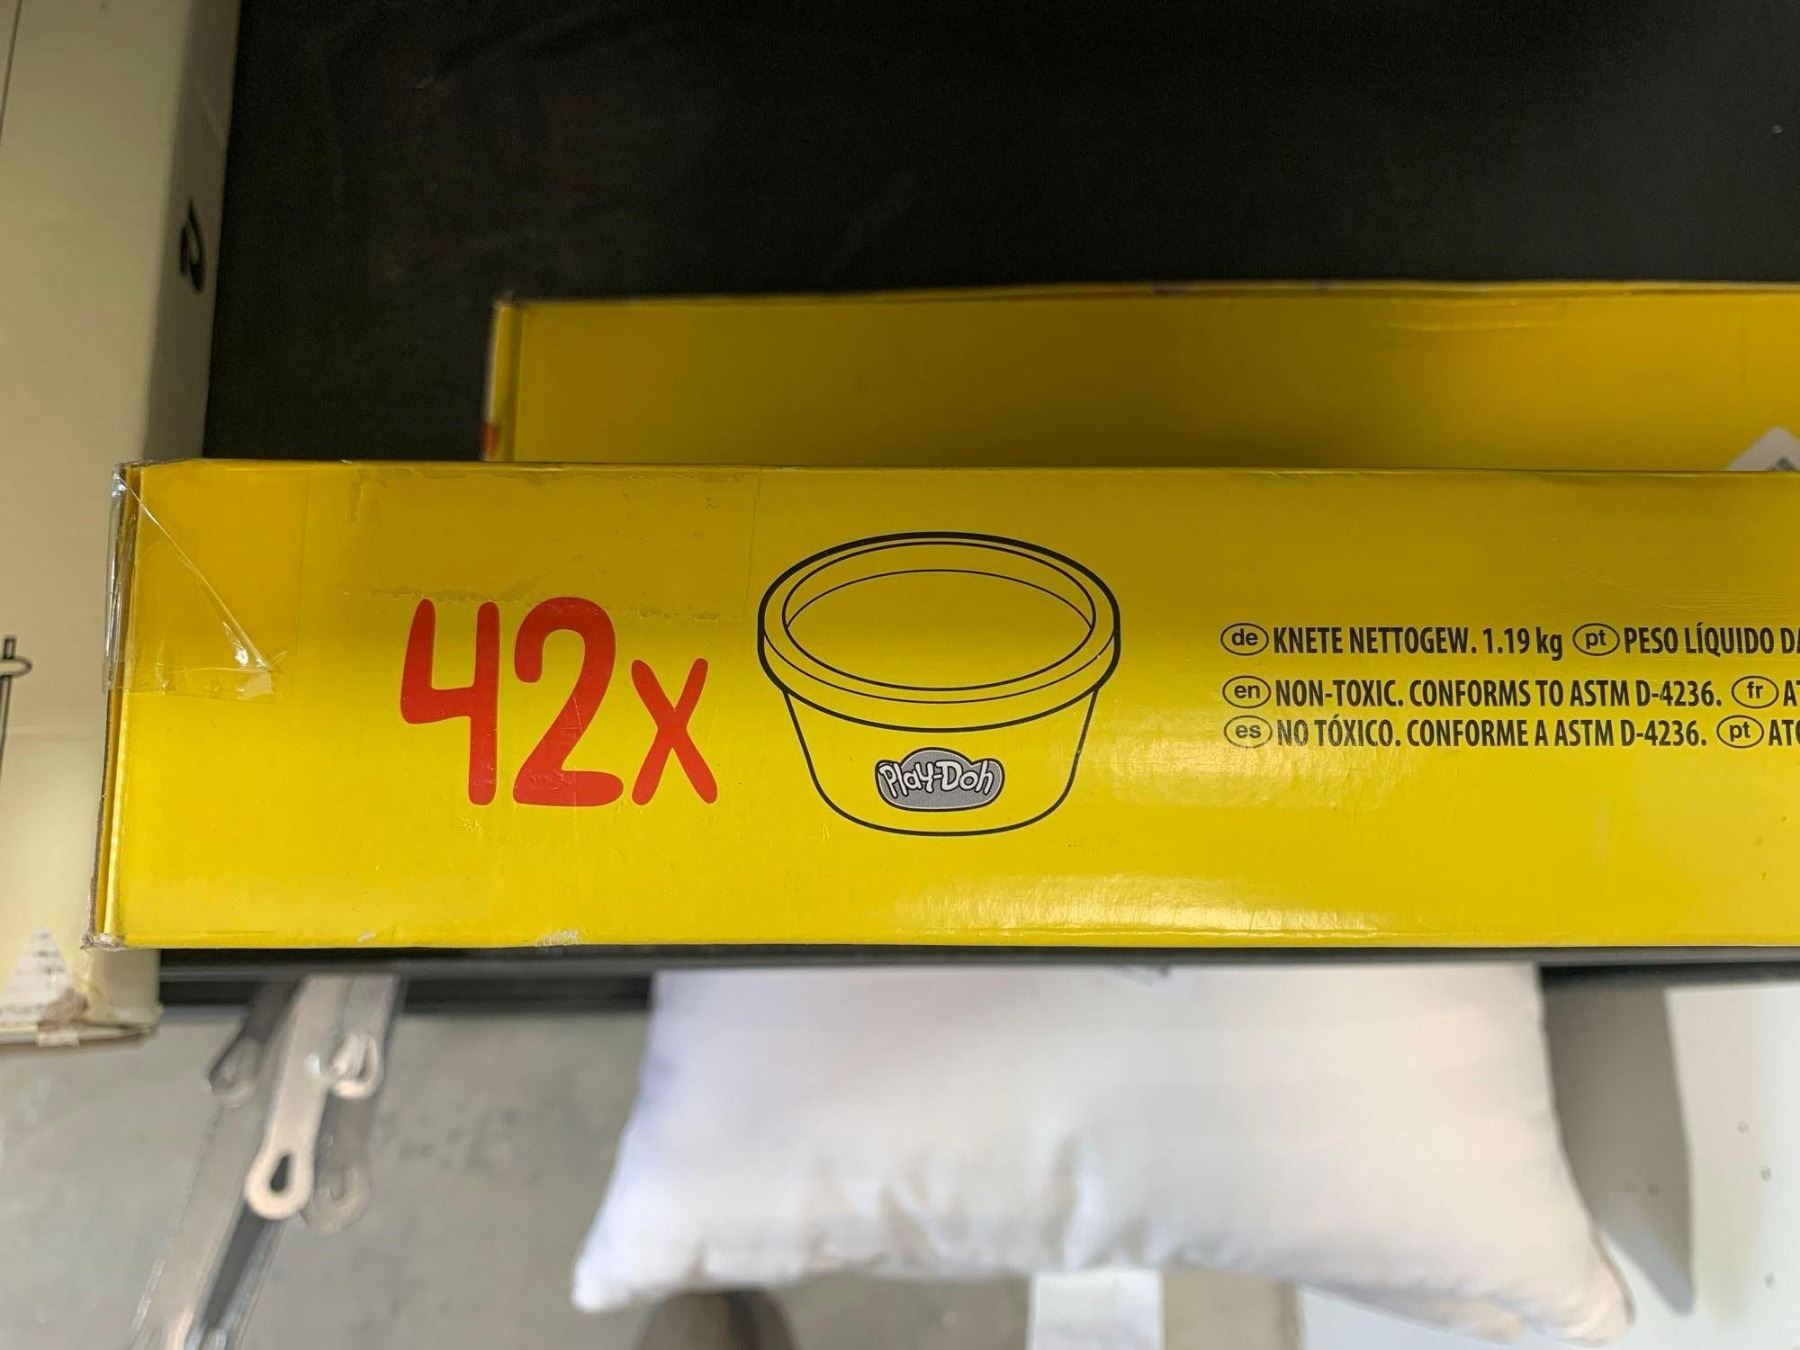 42x
Play-Doh
de KNETE NETTOGEW. 1.19 kg pt PESO LÍQUIDO
en NON-TOXIC. CONFORMS TO ASTM D-4236. fr
es NO TÓXICO. CONFORME A ASTM D-4236. pt